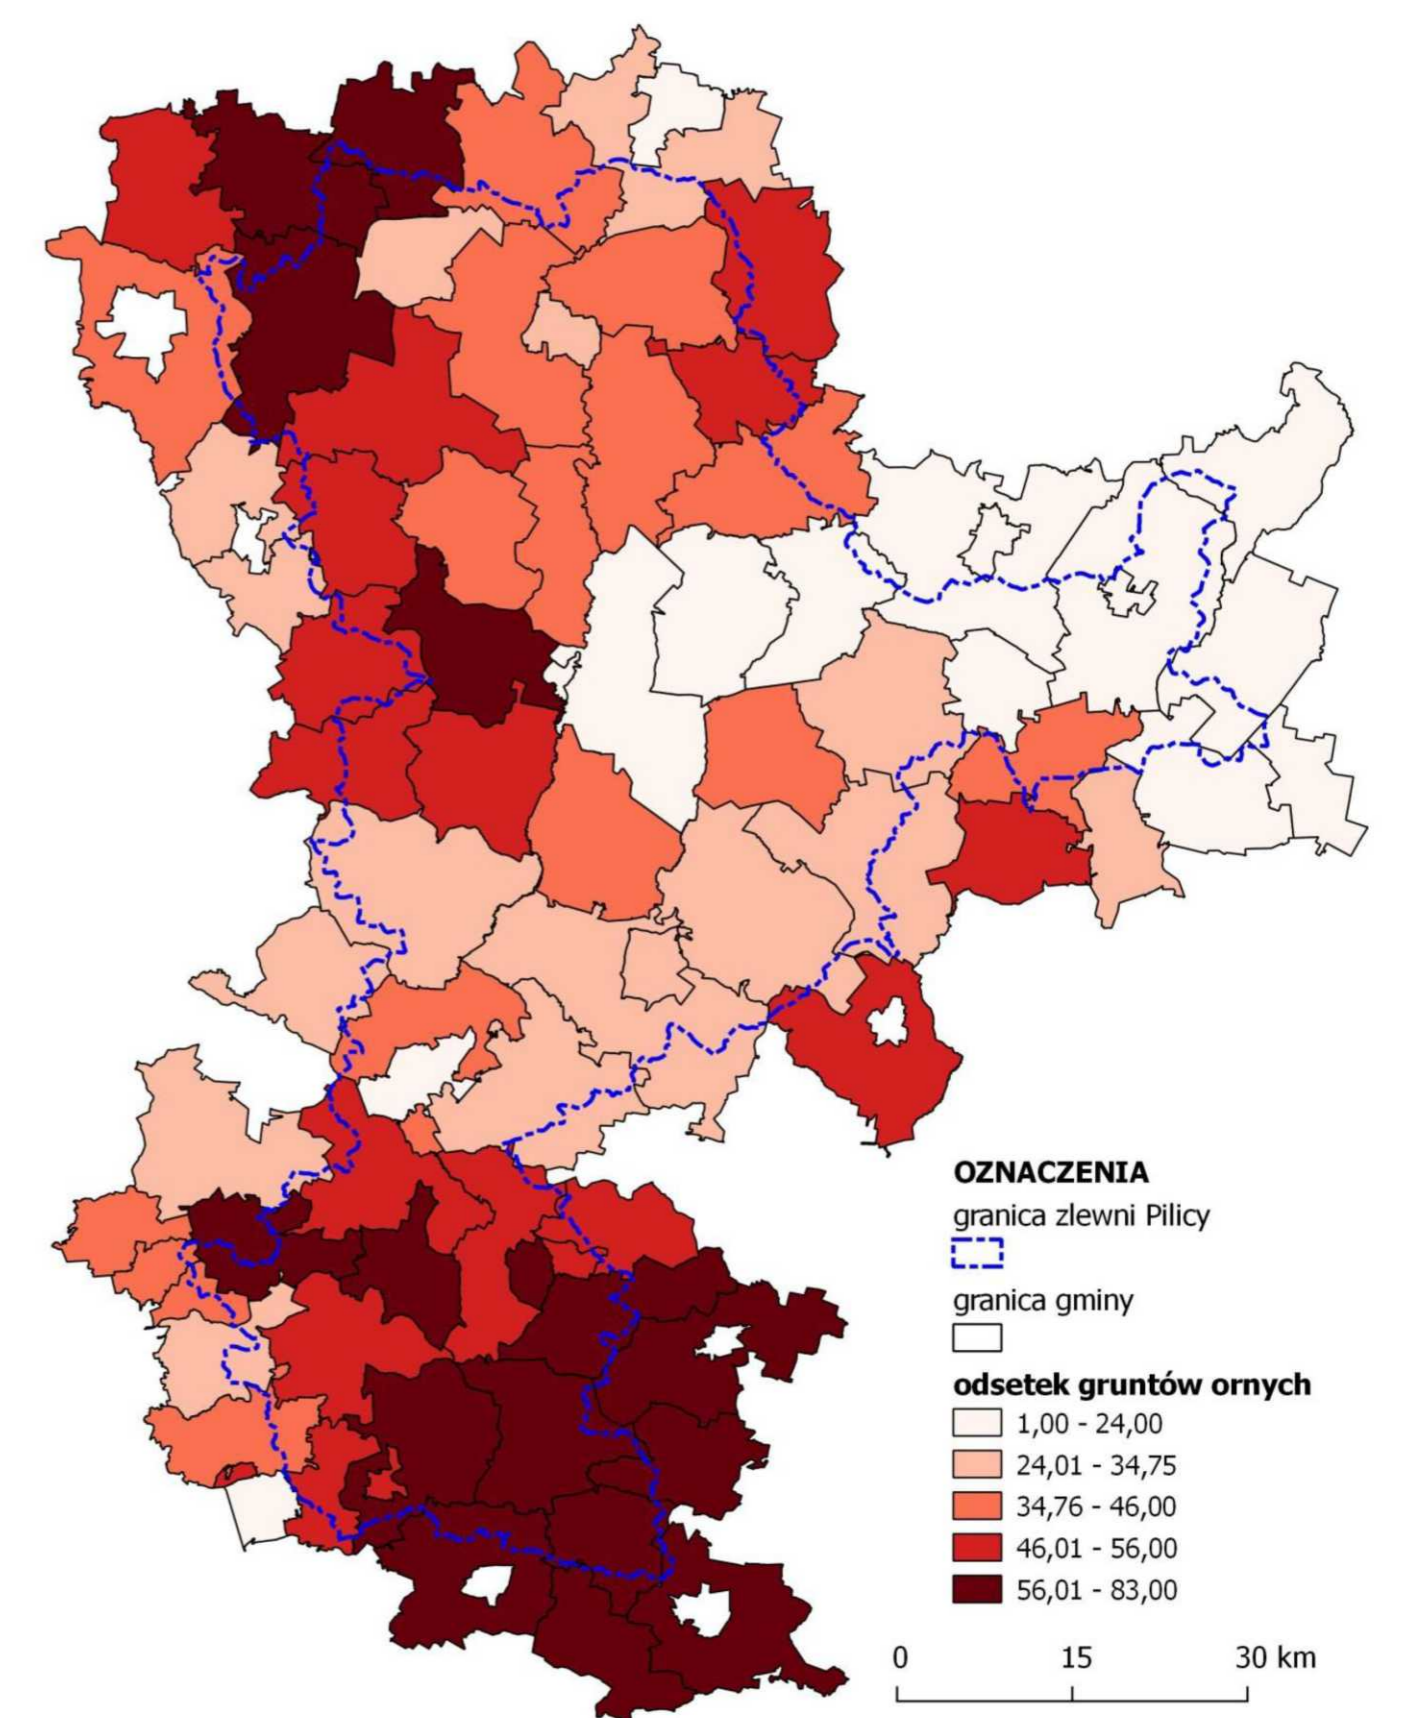 OZNACZENIA
granica zlewni Pilicy
granica gminy
odsetek gruntów ornych
1,00 - 24,00
24,01 - 34,75
34,76 - 46,00
46,01 - 56,00
56,01 - 83,00
0 15 30 km